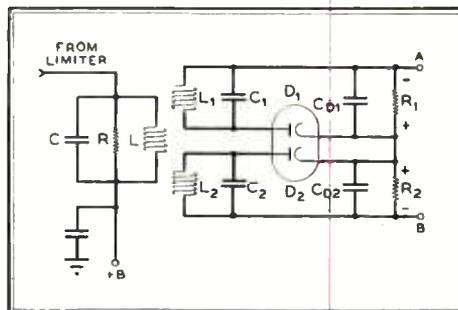 FROM
LIMITER
C
R
L
+B
L1
C1
D1
CD1
R1
A
-
+
L2
C2
D2
CD2
R2
+
-
B